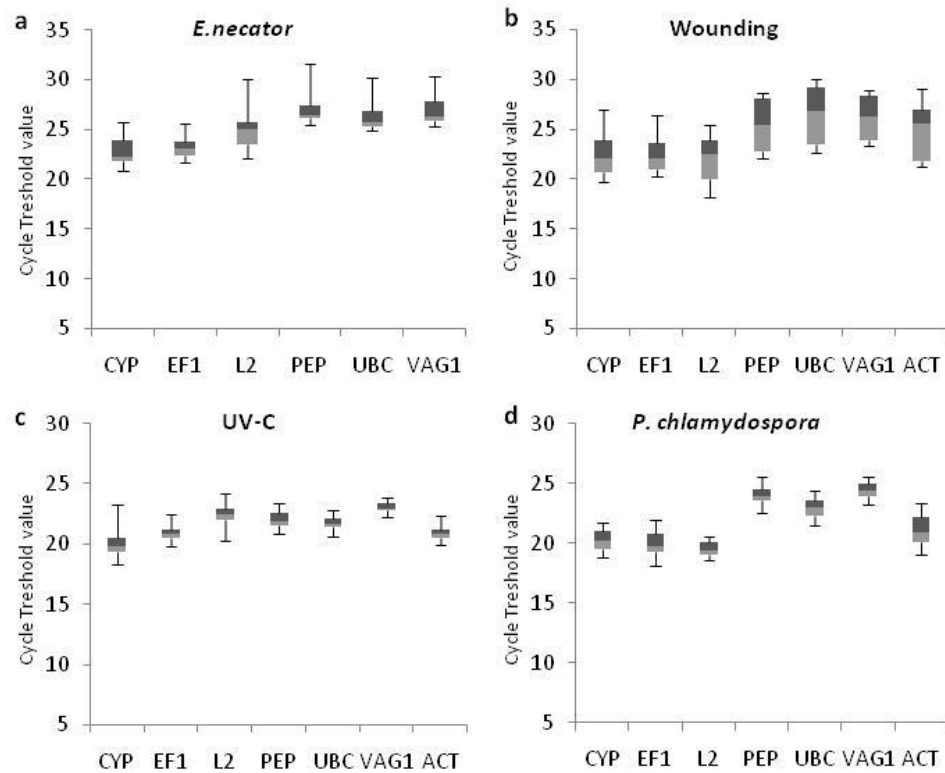 a
E.necator
Cycle Treshold value
35
30
25
20
15
10
5
CYP EF1 L2 PEP UBC VAG1
b
Wounding
Cycle Treshold value
35
30
25
20
15
10
5
CYP EF1 L2 PEP UBC VAG1 ACT
c
UV-C
Cycle Treshold value
30
25
20
15
10
5
CYP EF1 L2 PEP UBC VAG1 ACT
d
P. chlamydospora
Cycle Treshold value
30
25
20
15
10
5
CYP EF1 L2 PEP UBC VAG1 ACT